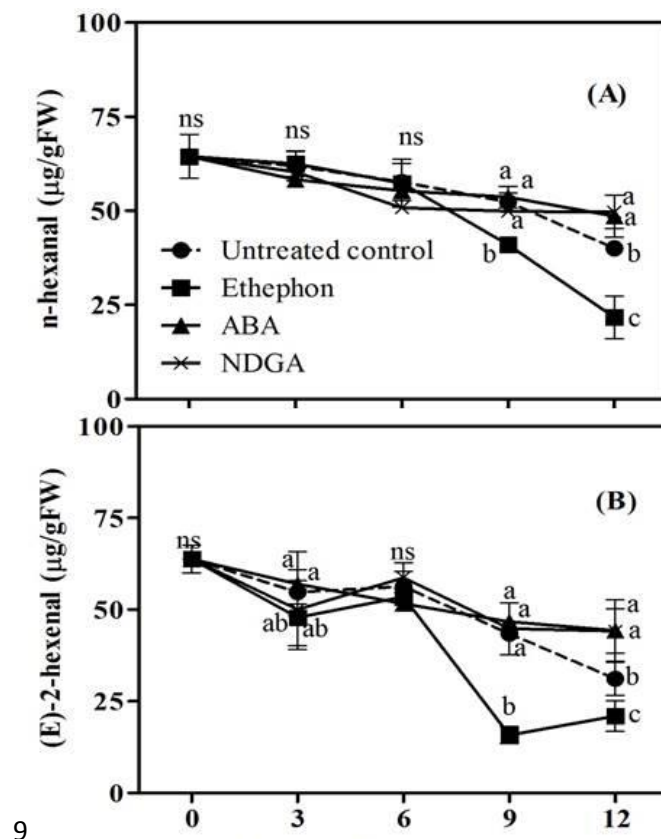 100
(A)
ns
ns
ns
75
a
a
a
a
a
50
b
b
n-hexanal (µg/gFW)
Untreated control
Ethephon
25
c
ABA
NDGA
0
100
(B)
ns
a
a
ns
75
a
a
a
a
a
50
ab
ab
b
b
c
(E)-2-hexenal (µg/gFW)
25
0
0 3 6 9 12
9